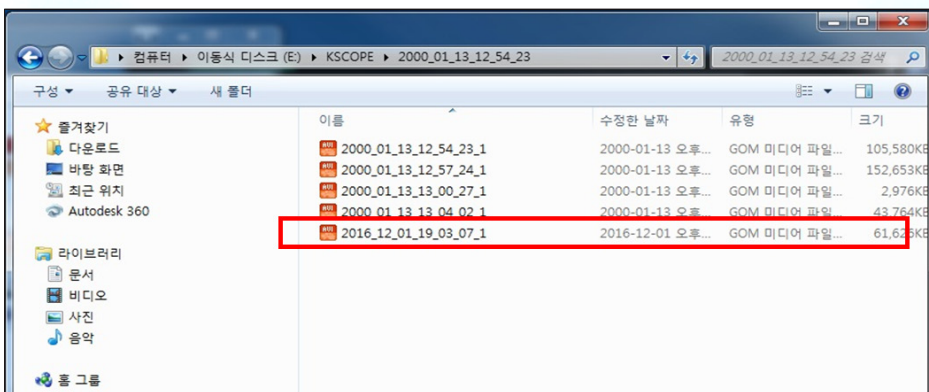 컴퓨터 ▸ 이동식 디스크 (E:) ▸ KSCOPE ▸ 2000_01_13_12_54_23
2000_01_13_12_54_23 검색
구성 공유 대상 새 폴더
이름 수정한 날짜 유형 크기
즐겨찾기
다운로드
바탕 화면
최근 위치
Autodesk 360
라이브러리
문서
비디오
사진
음악
홈 그룹
2000_01_13_12_54_23_1 2000-01-13 오후... GOM 미디어 파일... 105,580KB
2000_01_13_12_57_24_1 2000-01-13 오후... GOM 미디어 파일... 152,653KB
2000_01_13_13_00_27_1 2000-01-13 오후... GOM 미디어 파일... 2,976KB
2000_01_13_13_04_02_1 2000-01-13 오후... GOM 미디어 파일... 43,764KB
2016_12_01_19_03_07_1 2016-12-01 오후... GOM 미디어 파일...